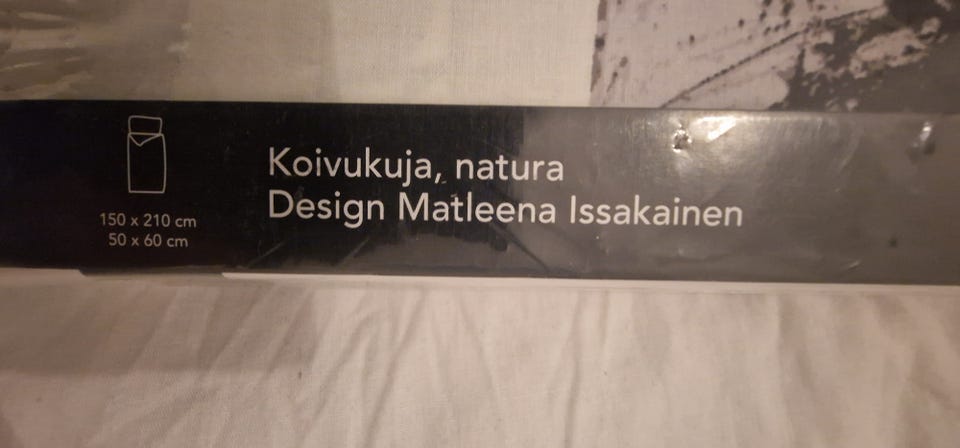 Koivukuja, natura
Design Matleena Issakainen
150 x 210 cm
50 x 60 cm